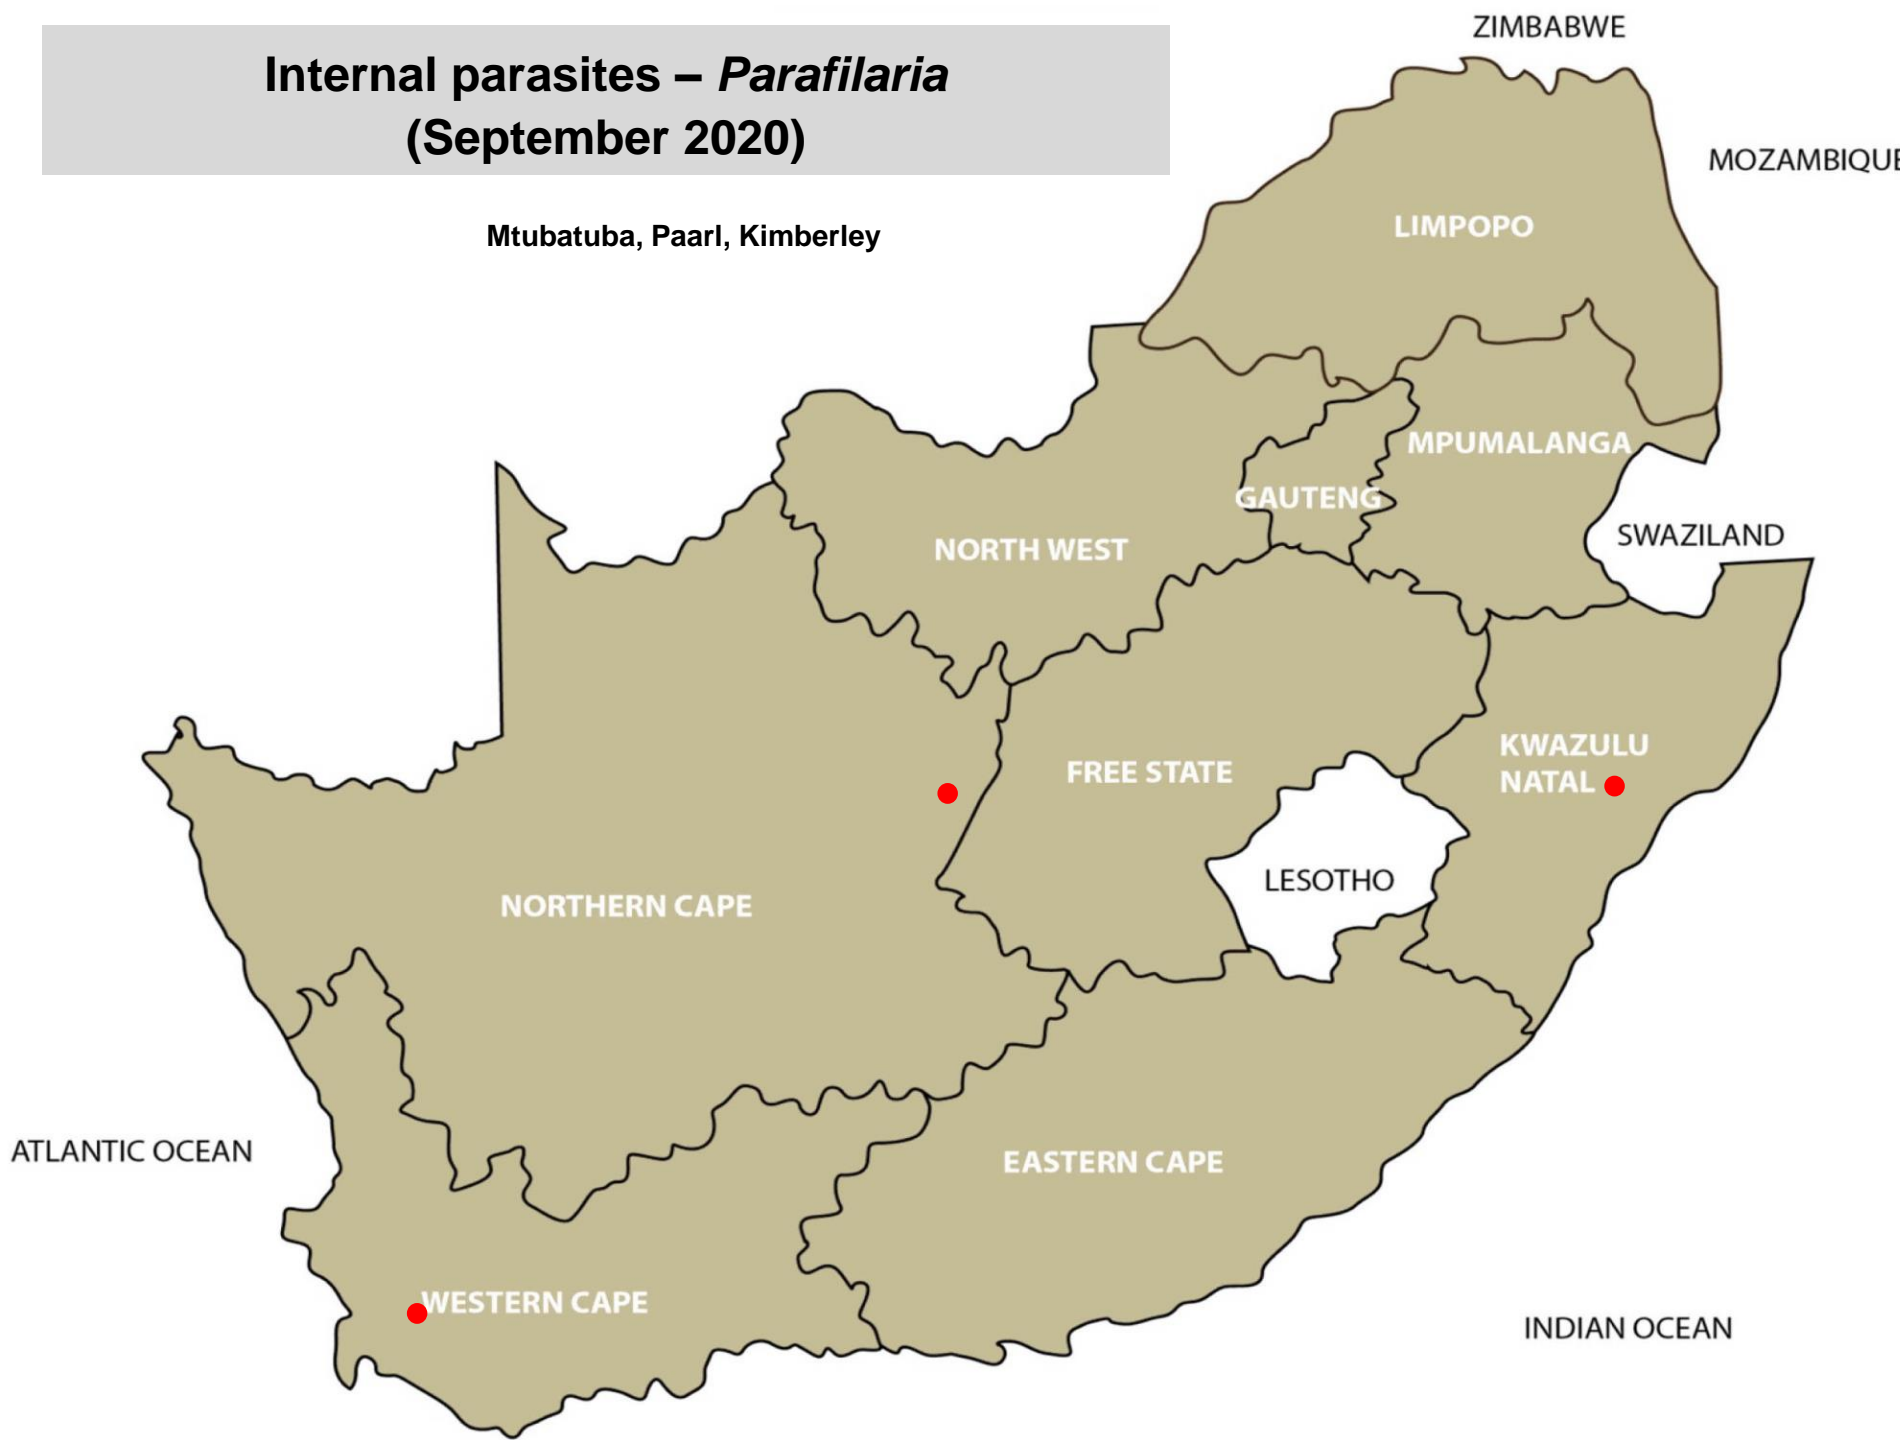 Internal parasites – Parafilaria
(September 2020)
Mtubatuba, Paarl, Kimberley
ZIMBABWE
MOZAMBIQUE
LIMPOPO
MPUMALANGA
GAUTENG
SWAZILAND
NORTH WEST
KWAZULU
NATAL
FREE STATE
LESOTHO
NORTHERN CAPE
ATLANTIC OCEAN
EASTERN CAPE
WESTERN CAPE
INDIAN OCEAN